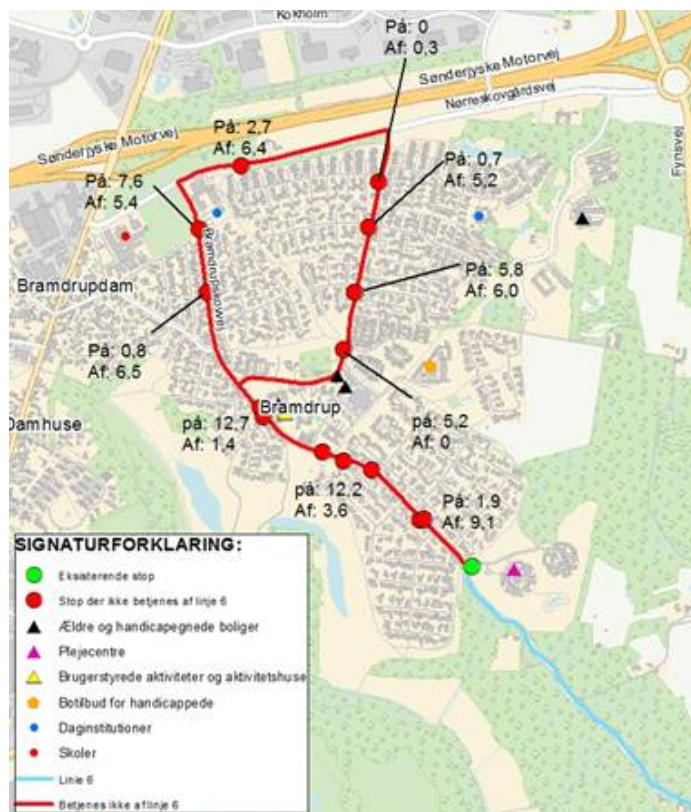 Kokholm
På: 0
Af: 0,3
Sønderjyske Motorvej
Nørreskovgårdsvej
Fynsvej
Sønderjyske Motorvej
På: 2,7
Af: 6,4
På: 0,7
Af: 5,2
På: 7,6
Af: 5,4
Bramdrupskovvej
Bramdrupdam
På: 5,8
Af: 6,0
På: 0,8
Af: 6,5
Damhuse
Bramdrup
på: 12,7
Af: 1,4
På: 5,2
Af: 0
på: 12,2
Af: 3,6
På: 1,9
Af: 9,1
SIGNATURFORKLARING:
Eksisterende stop
Stop der ikke betjenes af linje 6
Ældre og handicapegnede boliger
Plejecentre
Brugerstyrede aktiviteter og aktivitetshuse
Botilbud for handicappede
Daginstitutioner
Skoler
Linie 6
Betjenes ikke af linje 6